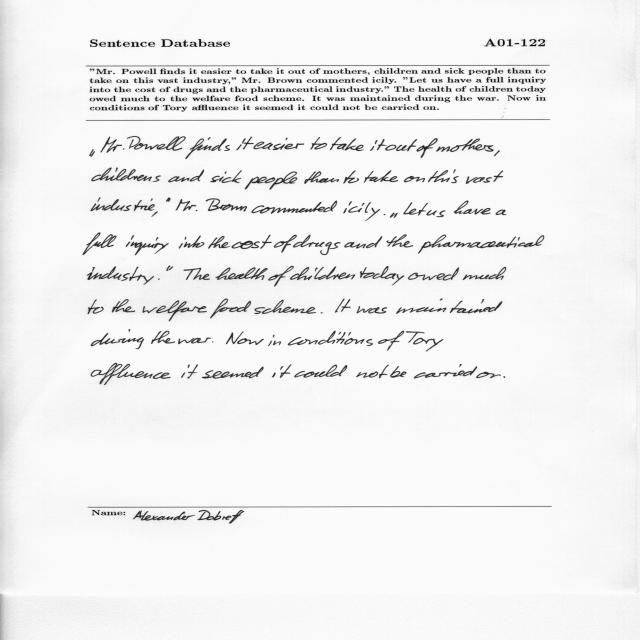 Sentence Database A01-122
"Mr. Powell finds it easier to take it out of mothers, children and sick people than to
take on this vast industry," Mr. Brown commented icily. "Let us have a full inquiry
into the cost of drugs and the pharmaceutical industry." The health of children today
owed much to the welfare food scheme. It was maintained during the war. Now in
conditions of Tory affluence it seemed it could not be carried on.
„Mr. Powell finds it easier to take it out of mothers,
childrens and sick people than to take on this vast
industrie," Mr. Brown commented icily. „Let us have a
full inquiry into the cost of drugs and the pharmaceutical
industry." The health of children today owed much
to the welfare food scheme. It was maintained
during the war. Now in conditions of Tory
affluence it seemed it could not be carried on.
Name: Alexander Dobreff